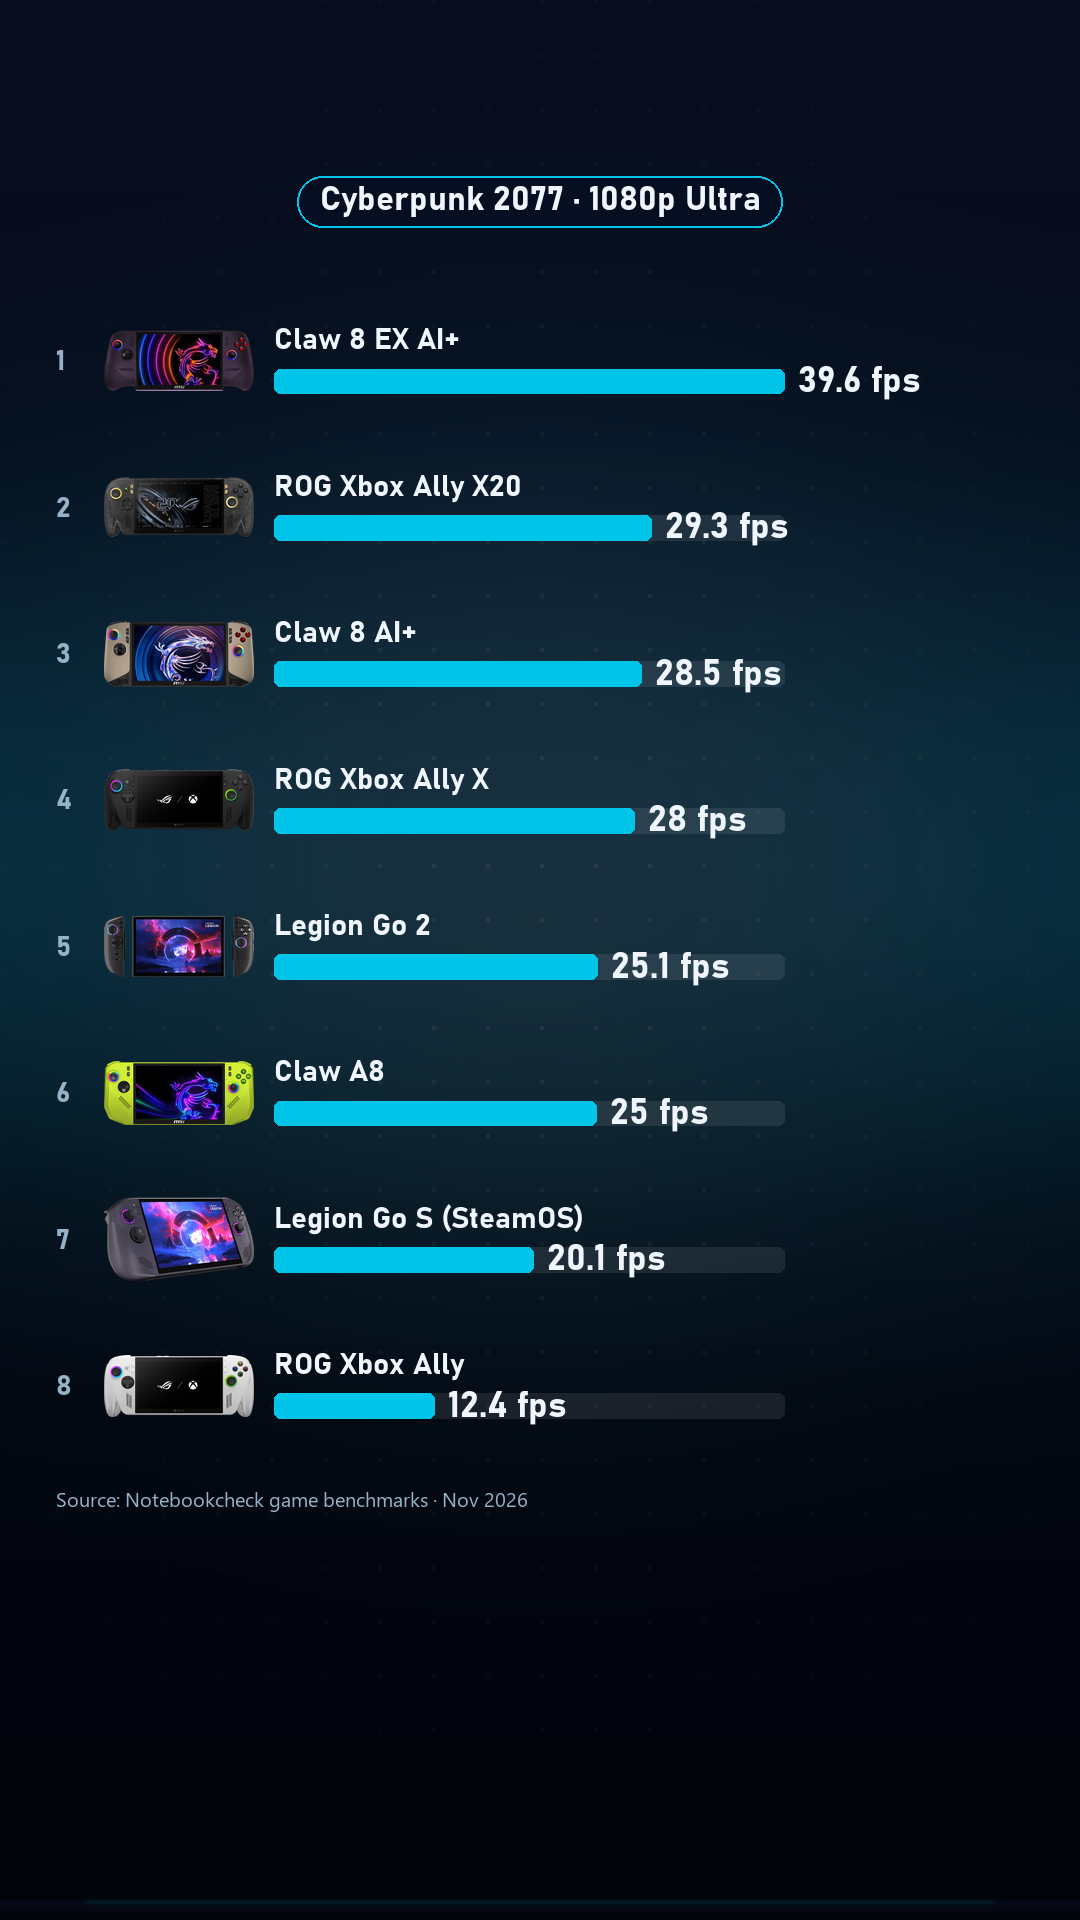 Cyberpunk 2077 · 1080p Ultra
1
Claw 8 EX AI+
39.6 fps
2
ROG Xbox Ally X20
29.3 fps
3
Claw 8 AI+
28.5 fps
4
ROG Xbox Ally X
28 fps
5
Legion Go 2
25.1 fps
6
Claw A8
25 fps
7
Legion Go S (SteamOS)
20.1 fps
8
ROG Xbox Ally
12.4 fps
Source: Notebookcheck game benchmarks · Nov 2026